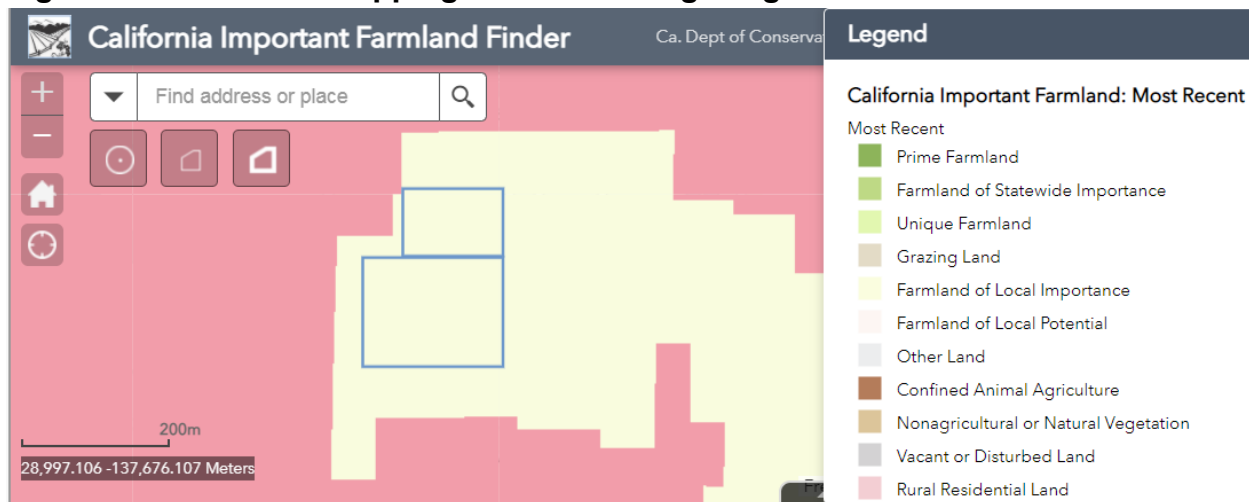 California Important Farmland Finder
Ca. Dept of Conserva
Legend
Find address or place
California Important Farmland: Most Recent
Most Recent
Prime Farmland
Farmland of Statewide Importance
Unique Farmland
Grazing Land
Farmland of Local Importance
Farmland of Local Potential
Other Land
Confined Animal Agriculture
Nonagricultural or Natural Vegetation
Vacant or Disturbed Land
Rural Residential Land
200m
28,997.106 -137,676.107 Meters